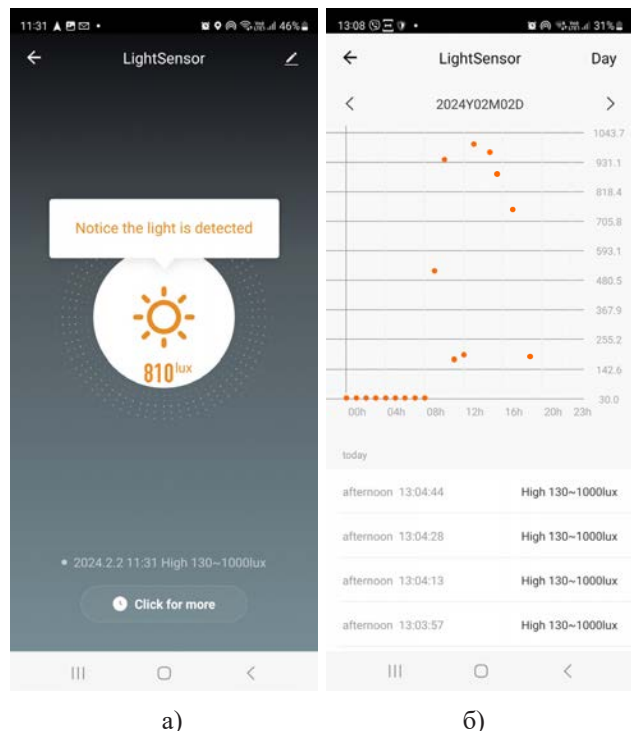 11:31
46%
LightSensor
Notice the light is detected
810 lux
2024.2.2 11:31 High 130~1000lux
Click for more
а)
13:08
31%
LightSensor
Day
2024Y02M02D
1043.7
931.1
818.4
705.8
593.1
480.5
367.9
255.2
142.6
30.0
00h 04h 08h 12h 16h 20h 23h
today
afternoon 13:04:44 High 130~1000lux
afternoon 13:04:28 High 130~1000lux
afternoon 13:04:13 High 130~1000lux
afternoon 13:03:57 High 130~1000lux
б)